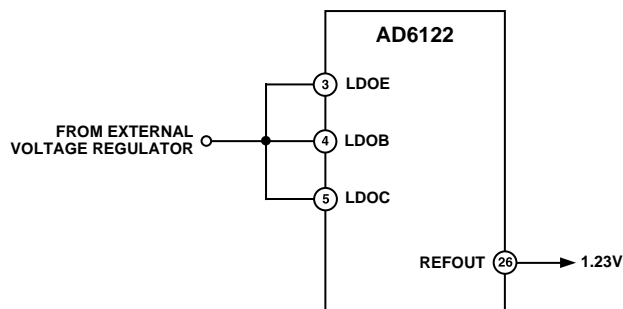 AD6122
3 LDOE
FROM EXTERNAL
VOLTAGE REGULATOR
4 LDOB
5 LDOC
REFOUT 26 1.23V